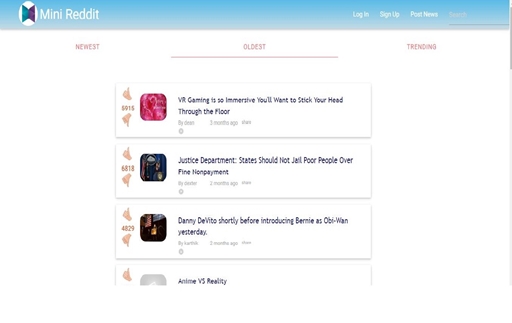 Mini Reddit
Log In Sign Up Post News Search
NEWEST OLDEST TRENDING
5915
VR Gaming is so Immersive You'll Want to Stick Your Head
Through the Floor
By 2 months ago share
6818
Justice Department: States Should Not Jail Poor People Over
Fine Nonpayment
By 2 months ago share
4829
Danny DeVito shortly before introducing Bernie as Obi-Wan
yesterday.
By 2 months ago share
Anime VS Reality